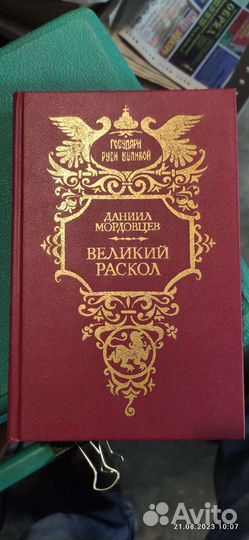 ГОСУДАРИ
РУСИ ВЕЛИКОЙ
ДАНИИЛ
МОРДОВЦЕВ
ВЕЛИКИЙ
РАСКОЛ
Avito
21.08.2023 10:07